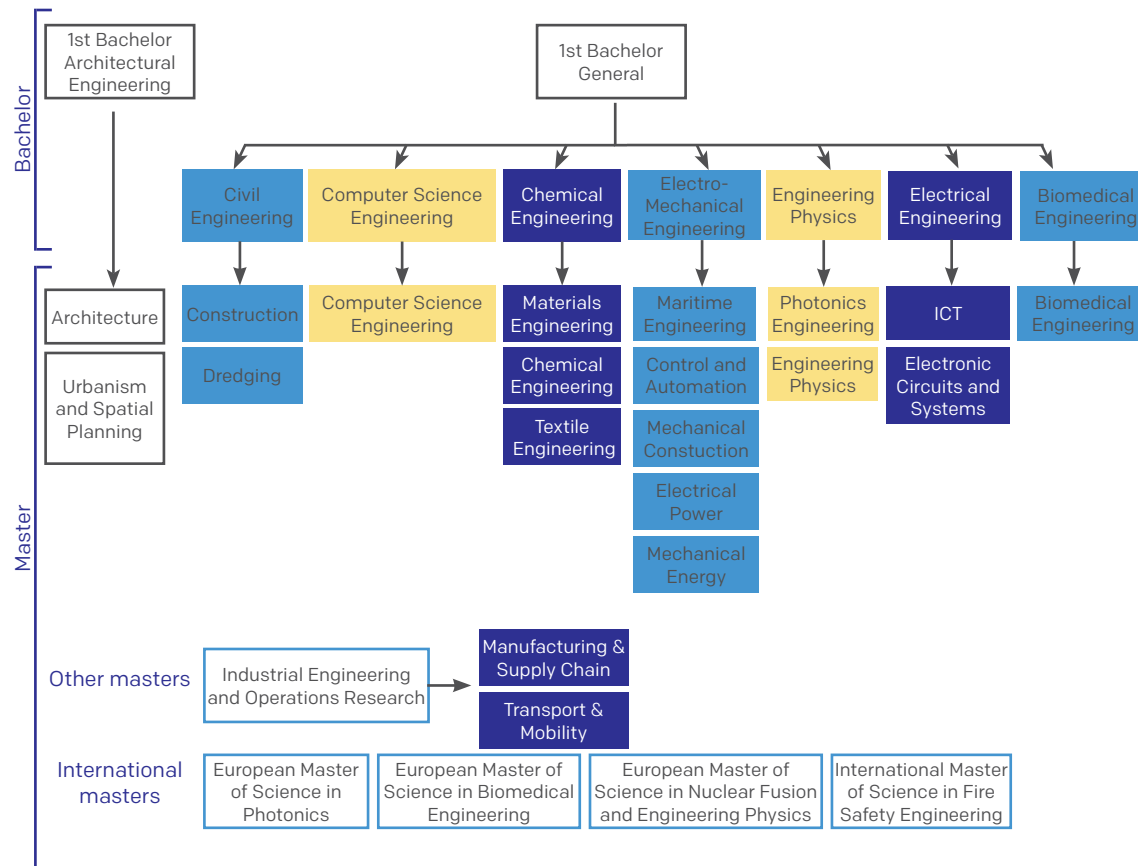 Bachelor
1st Bachelor
Architectural
Engineering
1st Bachelor
General
Civil
Engineering
Computer Science
Engineering
Chemical
Engineering
Electro-
Mechanical
Engineering
Engineering
Physics
Electrical
Engineering
Biomedical
Engineering
Master
Architecture
Urbanism
and Spatial
Planning
Construction
Dredging
Computer Science
Engineering
Materials
Engineering
Chemical
Engineering
Textile
Engineering
Maritime
Engineering
Control and
Automation
Mechanical
Constuction
Electrical
Power
Mechanical
Energy
Photonics
Engineering
Engineering
Physics
ICT
Electronic
Circuits and
Systems
Biomedical
Engineering
Other masters
Industrial Engineering
and Operations Research
Manufacturing &
Supply Chain
Transport &
Mobility
International
masters
European Master
of Science in
Photonics
European Master of
Science in Biomedical
Engineering
European Master of
Science in Nuclear Fusion
and Engineering Physics
International Master
of Science in Fire
Safety Engineering